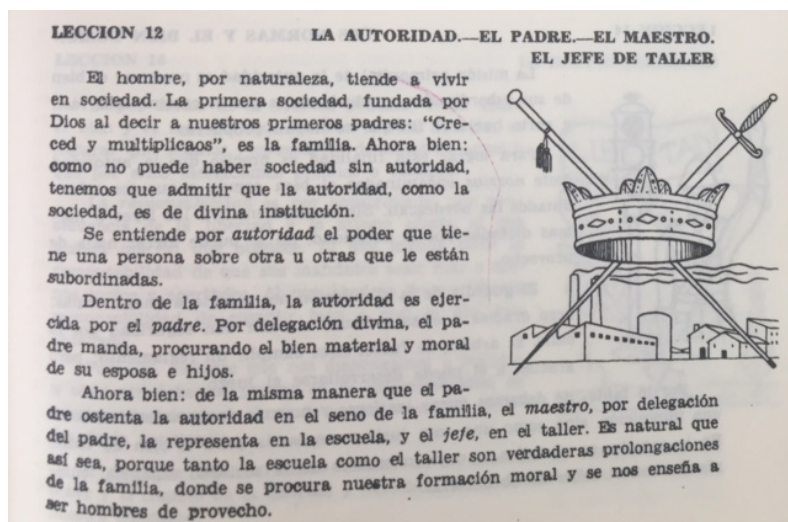 LECCION 12
LA AUTORIDAD.—EL PADRE.—EL MAESTRO.
EL JEFE DE TALLER
El hombre, por naturaleza, tiende a vivir
en sociedad. La primera sociedad, fundada por
Dios al decir a nuestros primeros padres: "Cre-
ced y multiplicaos", es la familia. Ahora bien:
como no puede haber sociedad sin autoridad,
tenemos que admitir que la autoridad, como la
sociedad, es de divina institución.
Se entiende por autoridad el poder que tie-
ne una persona sobre otra u otras que le están
subordinadas.
Dentro de la familia, la autoridad es ejer-
cida por el padre. Por delegación divina, el pa-
dre manda, procurando el bien material y moral
de su esposa e hijos.
Ahora bien: de la misma manera que el pa-
dre ostenta la autoridad en el seno de la familia, el maestro, por delegación
del padre, la representa en la escuela, y el jefe, en el taller. Es natural que
así sea, porque tanto la escuela como el taller son verdaderas prolongaciones
de la familia, donde se procura nuestra formación moral y se nos enseña a
ser hombres de provecho.